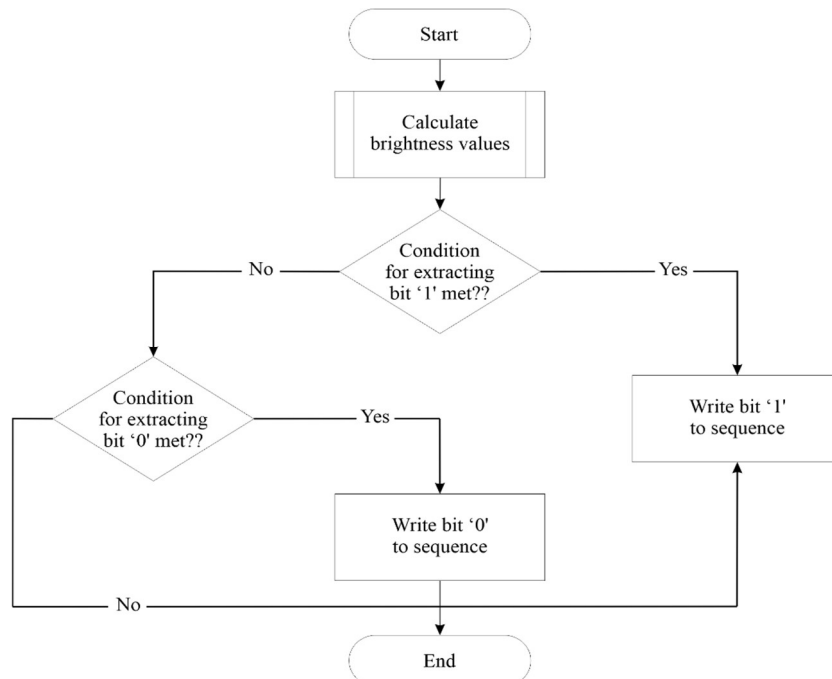 Start
Calculate
brightness values
Condition
for extracting
bit ‘1' met??
No
Yes
Condition
for extracting
bit ‘0' met??
Yes
Write bit ‘1'
to sequence
Write bit ‘0'
to sequence
No
End